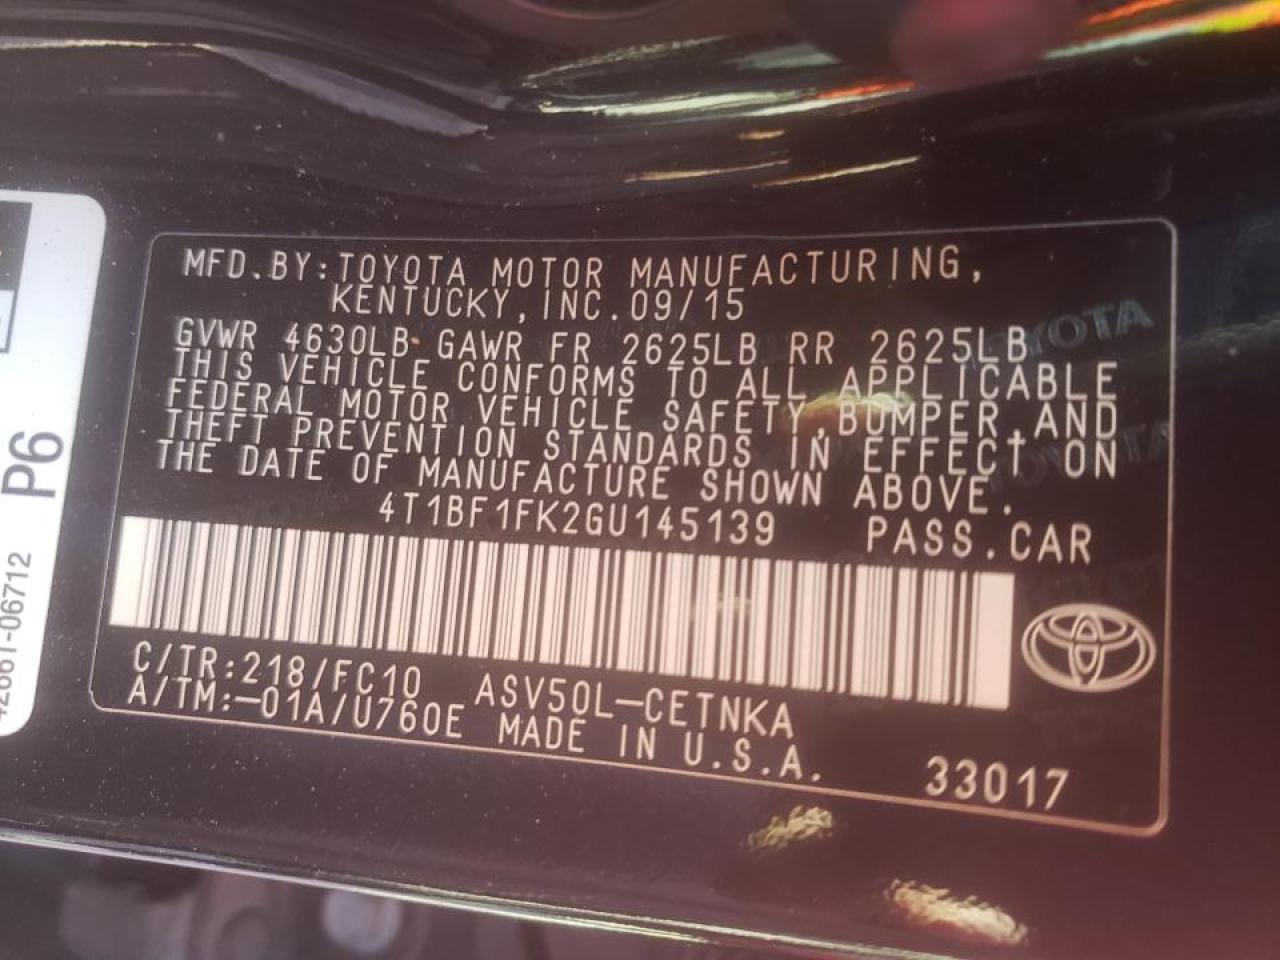 MFD.BY:TOYOTA MOTOR MANUFACTURING,
KENTUCKY,INC.09/15
GVWR 4630LB GAWR FR 2625LB RR 2625LB
THIS VEHICLE CONFORMS TO ALL APPLICABLE
FEDERAL MOTOR VEHICLE SAFETY,BUMPER,AND
THEFT PREVENTION STANDARDS IN EFFECT ON
THE DATE OF MANUFACTURE SHOWN ABOVE.
4T1BF1FK2GU145139 PASS.CAR
C/TR:218/FC10 ASV50L-CETNKA
A/TM:-01A/U760E MADE IN U.S.A.
33017
P6
TOYOTA